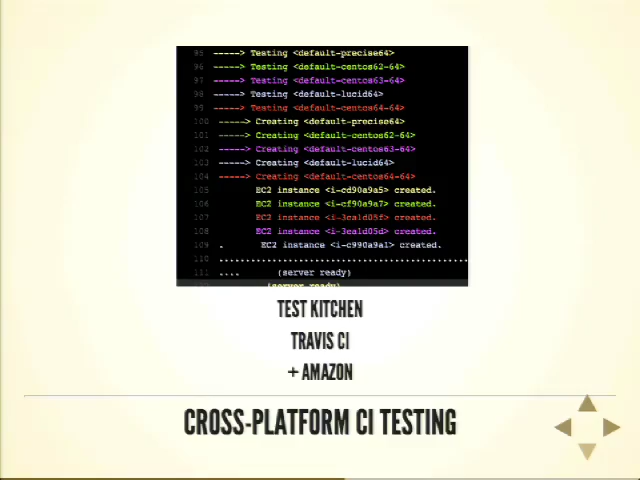 95 -----> Testing <default-precise64>
96 -----> Testing <default-centos62-64>
97 -----> Testing <default-centos63-64>
98 -----> Testing <default-lucid64>
99 -----> Testing <default-centos64-64>
100 -----> Creating <default-precise64>
101 -----> Creating <default-centos62-64>
102 -----> Creating <default-centos63-64>
103 -----> Creating <default-lucid64>
104 -----> Creating <default-centos64-64>
105 EC2 instance <i-cd90a9a5> created.
106 EC2 instance <i-cf90a9a7> created.
107 EC2 instance <i-3ea1d05f> created.
108 EC2 instance <i-3ea1d05d> created.
109 . EC2 instance <i-c990a9a1> created.
110 ..............................................
111 .... (server ready)
(server ready)
TEST KITCHEN
TRAVIS CI
+ AMAZON
CROSS-PLATFORM CI TESTING